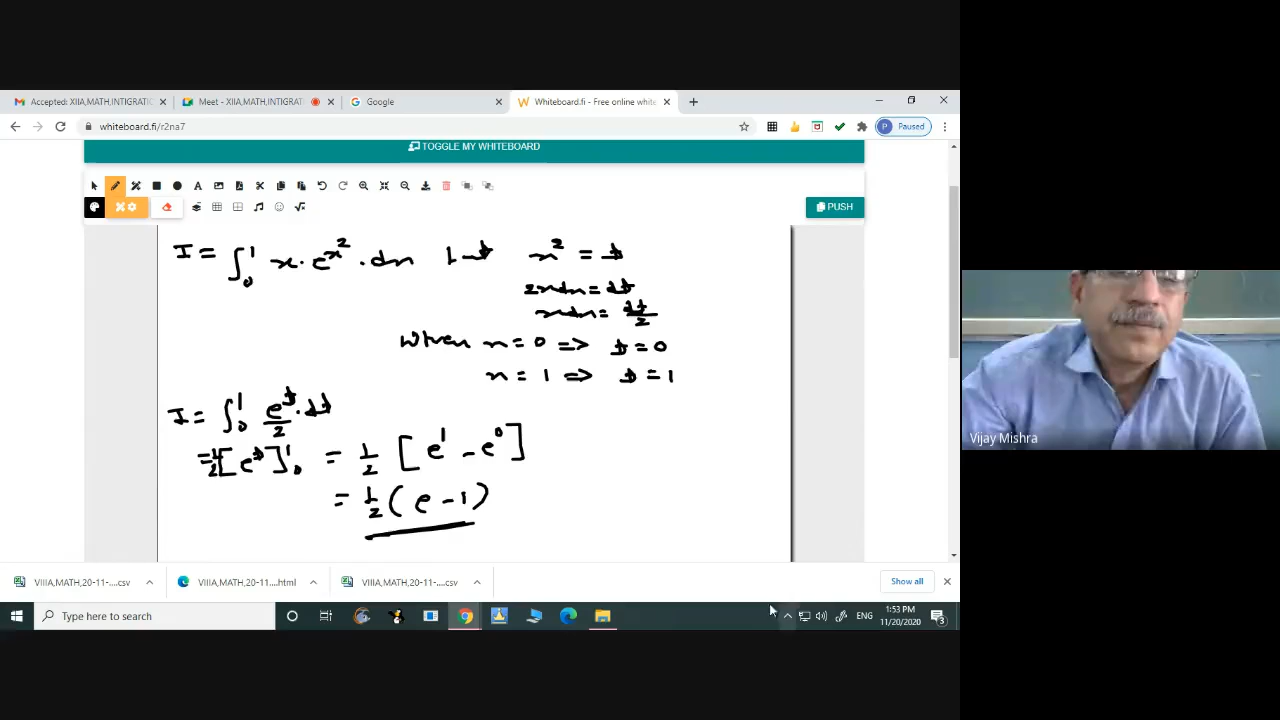 Accepted: XIIA,MATH,INTIGRATIO
Meet - XIIA,MATH,INTIGRAT
Google
Whiteboard.fi - Free online white
whiteboard.fi/r2na7
P Paused
TOGGLE MY WHITEBOARD
PUSH
I = ∫₀¹ x · e^(x²) · dx Let x² = t
2x dx = dt
x dx = dt/2
When x = 0 => t = 0
x = 1 => t = 1
I = ∫₀¹ e^t/2 · dt
= 1/2 [e^t]₀¹ = 1/2 [e¹ - e⁰]
= 1/2 (e - 1)
Vijay Mishra
VIIIA,MATH,20-11-....csv
VIIIA,MATH,20-11....html
VIIIA,MATH,20-11-....csv
Show all
Type here to search
ENG
1:53 PM
11/20/2020
3